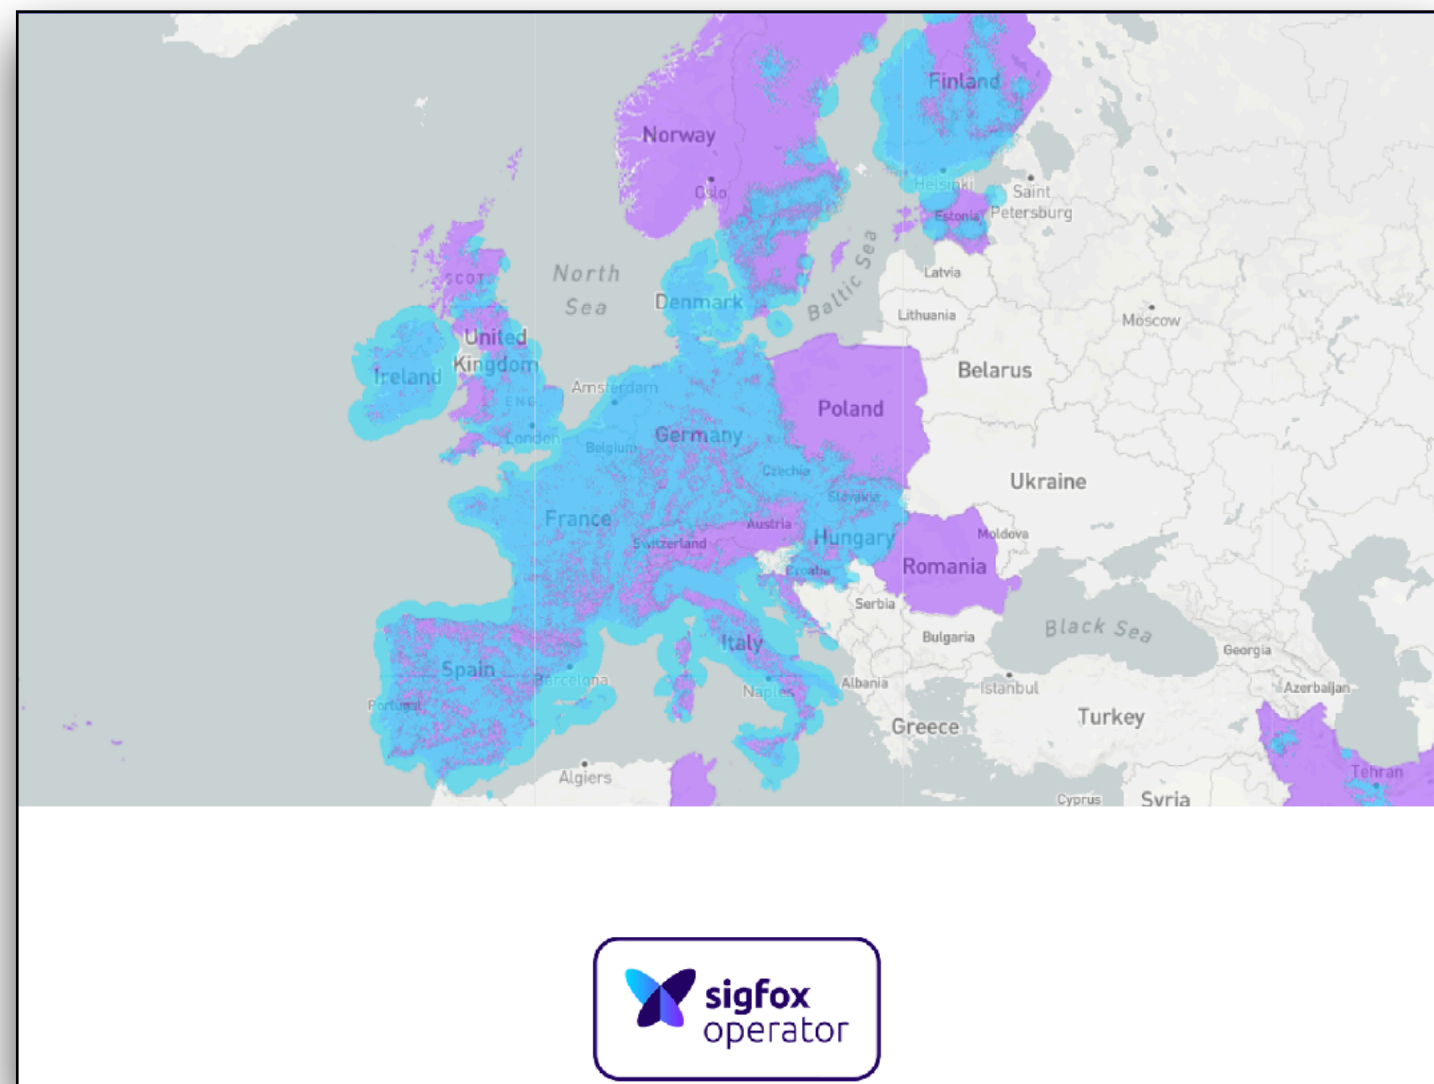 Finland
Norway
Oslo
Helsinki
Saint
Petersburg
Estonia
SCOT
North
Sea
Baltic Sea
Latvia
Denmark
Lithuania
Moscow
United
Kingdom
Ireland
Amsterdam
Belarus
ENG
Poland
London
Belgium
Germany
Czechia
Ukraine
Slovakia
France
Austria
Switzerland
Hungary
Moldova
Croatia
Romania
Serbia
Black Sea
Bulgaria
Italy
Georgia
Spain
Barcelona
Naples
Albania
Istanbul
Azerbaijan
Portugal
Greece
Turkey
Algiers
Tehran
Cyprus
Syria
sigfox
operator